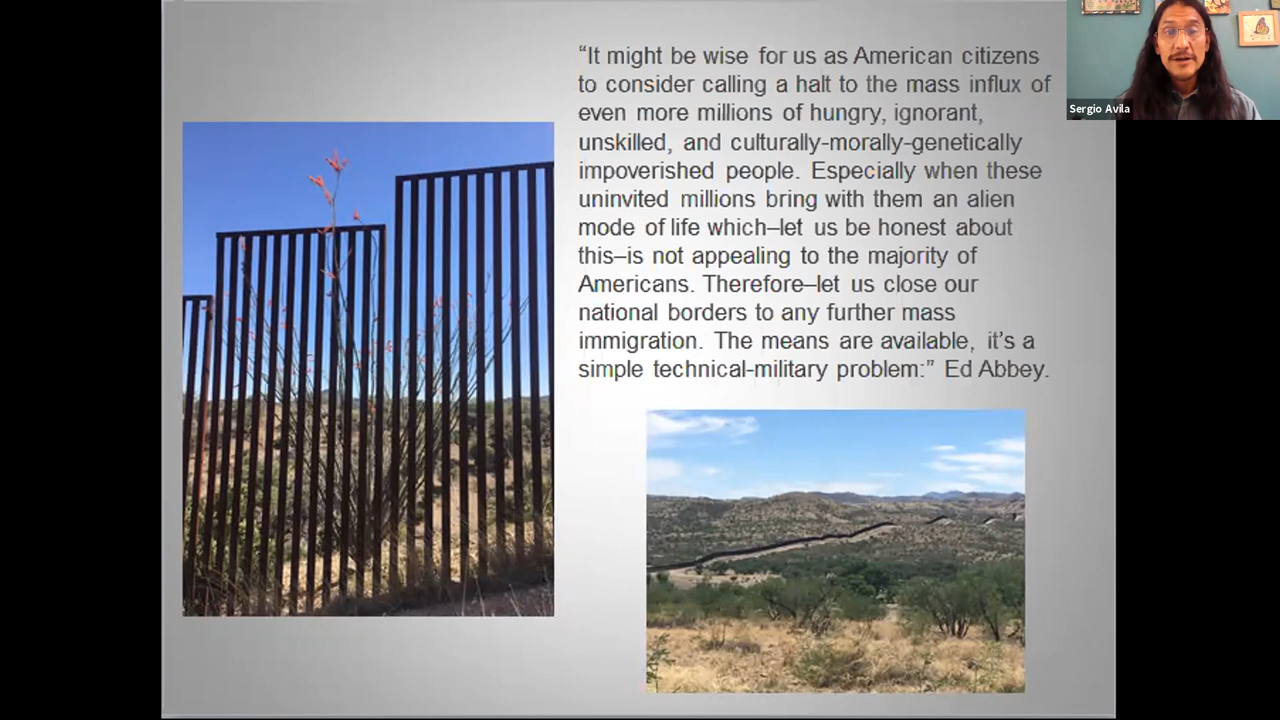 “It might be wise for us as American citizens
to consider calling a halt to the mass influx of
even more millions of hungry, ignorant,
unskilled, and culturally-morally-genetically
impoverished people. Especially when these
uninvited millions bring with them an alien
mode of life which–let us be honest about
this–is not appealing to the majority of
Americans. Therefore–let us close our
national borders to any further mass
immigration. The means are available, it’s a
simple technical-military problem:” Ed Abbey.
Sergio Avila